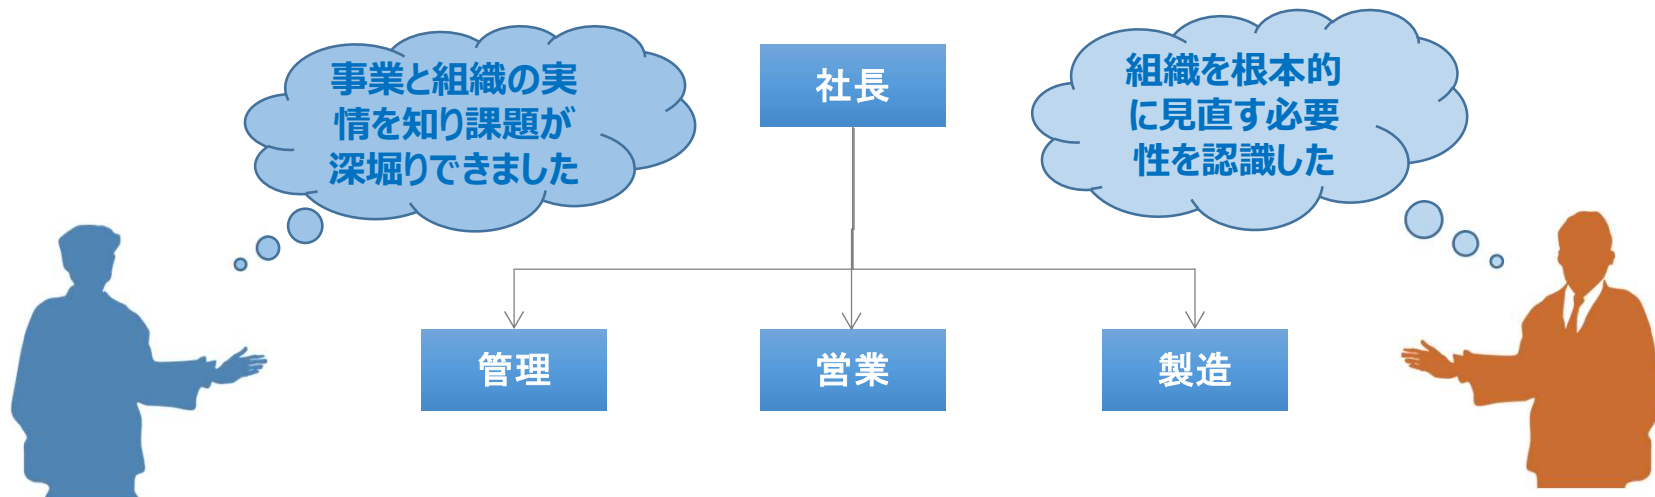 事業と組織の実
情を知り課題が
深堀りできました
社長
組織を根本的
に見直す必要
性を認識した
管理
営業
製造